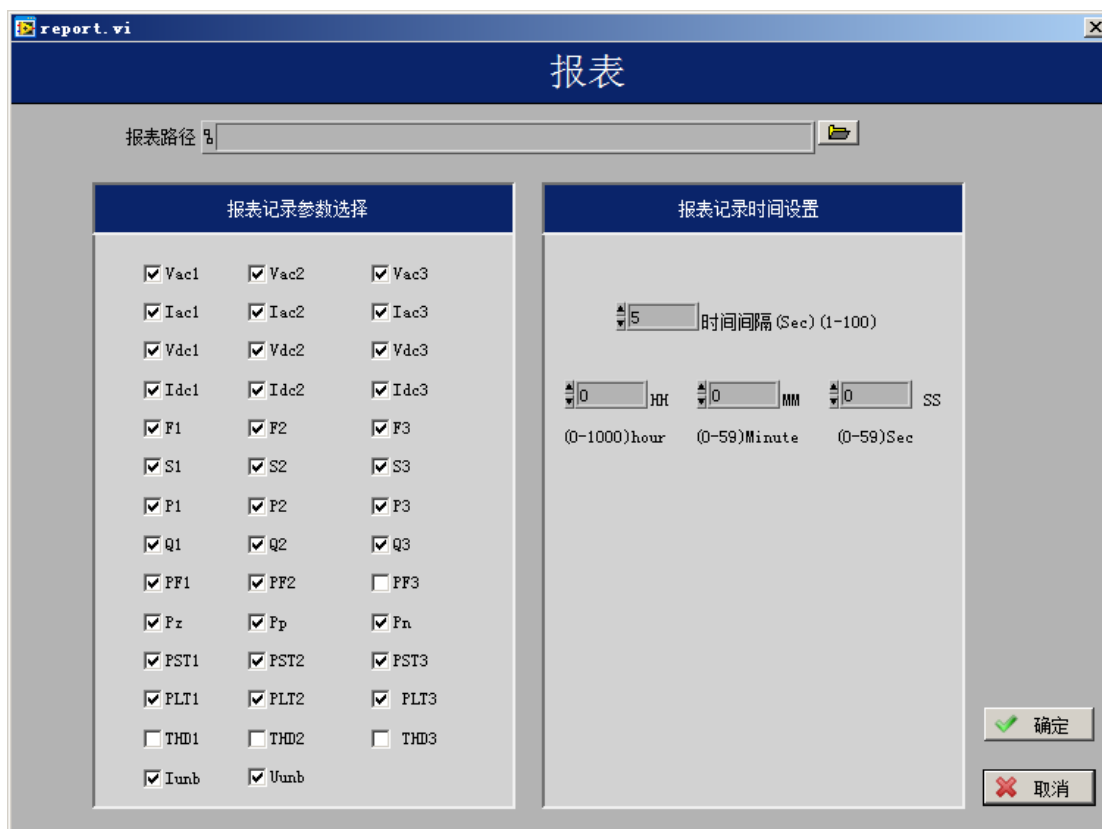 report.vi
报表
报表路径
报表记录参数选择
Vac1 Vac2 Vac3
Iac1 Iac2 Iac3
Vdc1 Vdc2 Vdc3
Idc1 Idc2 Idc3
F1 F2 F3
S1 S2 S3
P1 P2 P3
Q1 Q2 Q3
PF1 PF2 PF3
Pz Pp Pn
PST1 PST2 PST3
PLT1 PLT2 PLT3
THD1 THD2 THD3
Iunb Uunb
报表记录时间设置
5 时间间隔(Sec)(1-100)
0 HH 0 MM 0 SS
(0-1000)hour (0-59)Minute (0-59)Sec
确定
取消